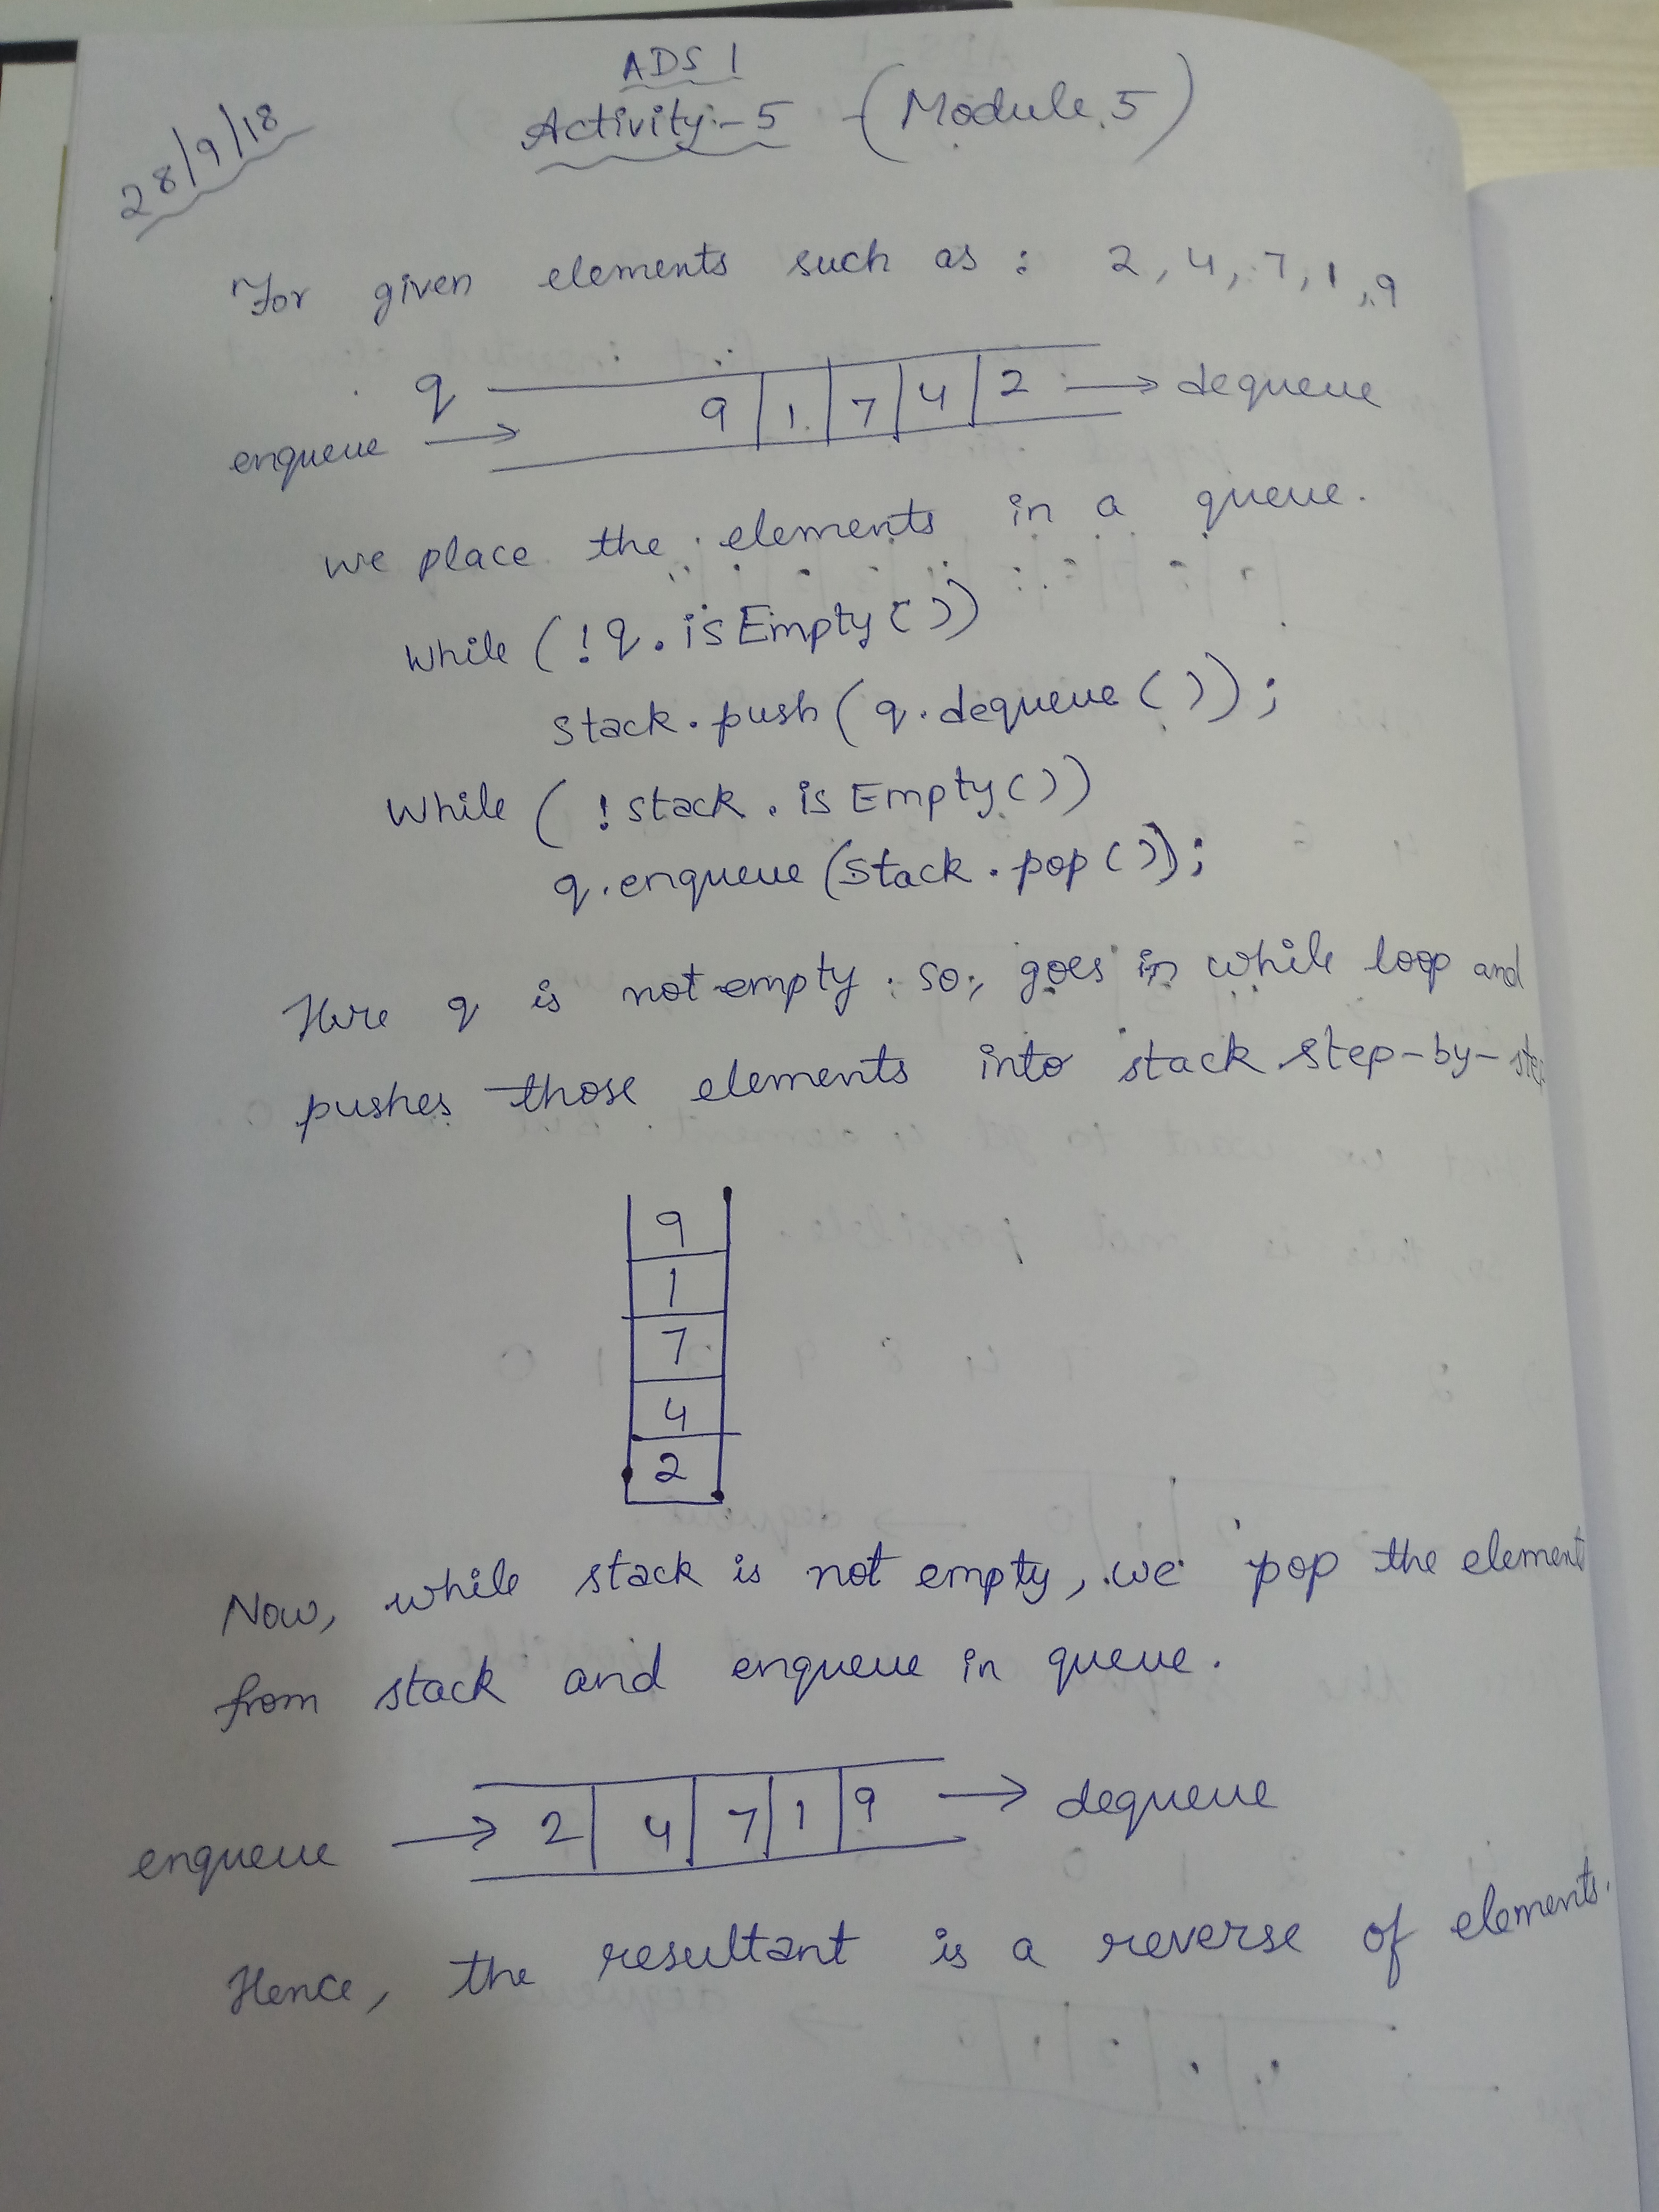 ADS 1
28/9/18
Activity:-5 - (Module 5)
For given elements such as : 2, 4, 7, 1, 9
q 9 1 7 4 2 → dequeue
enqueue →
we place the elements in a queue.
while (!q.isEmpty())
stack.push(q.dequeue());
while (!stack.isEmpty())
q.enqueue(stack.pop());
Here q is not empty. so, goes in while loop and
pushes those elements into stack step-by-step
9
1
7
4
2
Now, while stack is not empty, we pop the element
from stack and enqueue in queue.
enqueue → 2 4 7 1 9 → dequeue
Hence, the resultant is a reverse of elements.